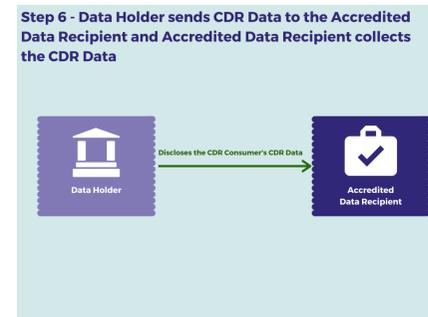 Step 6 - Data Holder sends CDR Data to the Accredited
Data Recipient and Accredited Data Recipient collects
the CDR Data
Discloses the CDR Consumer's CDR Data
Data Holder
Accredited
Data Recipient